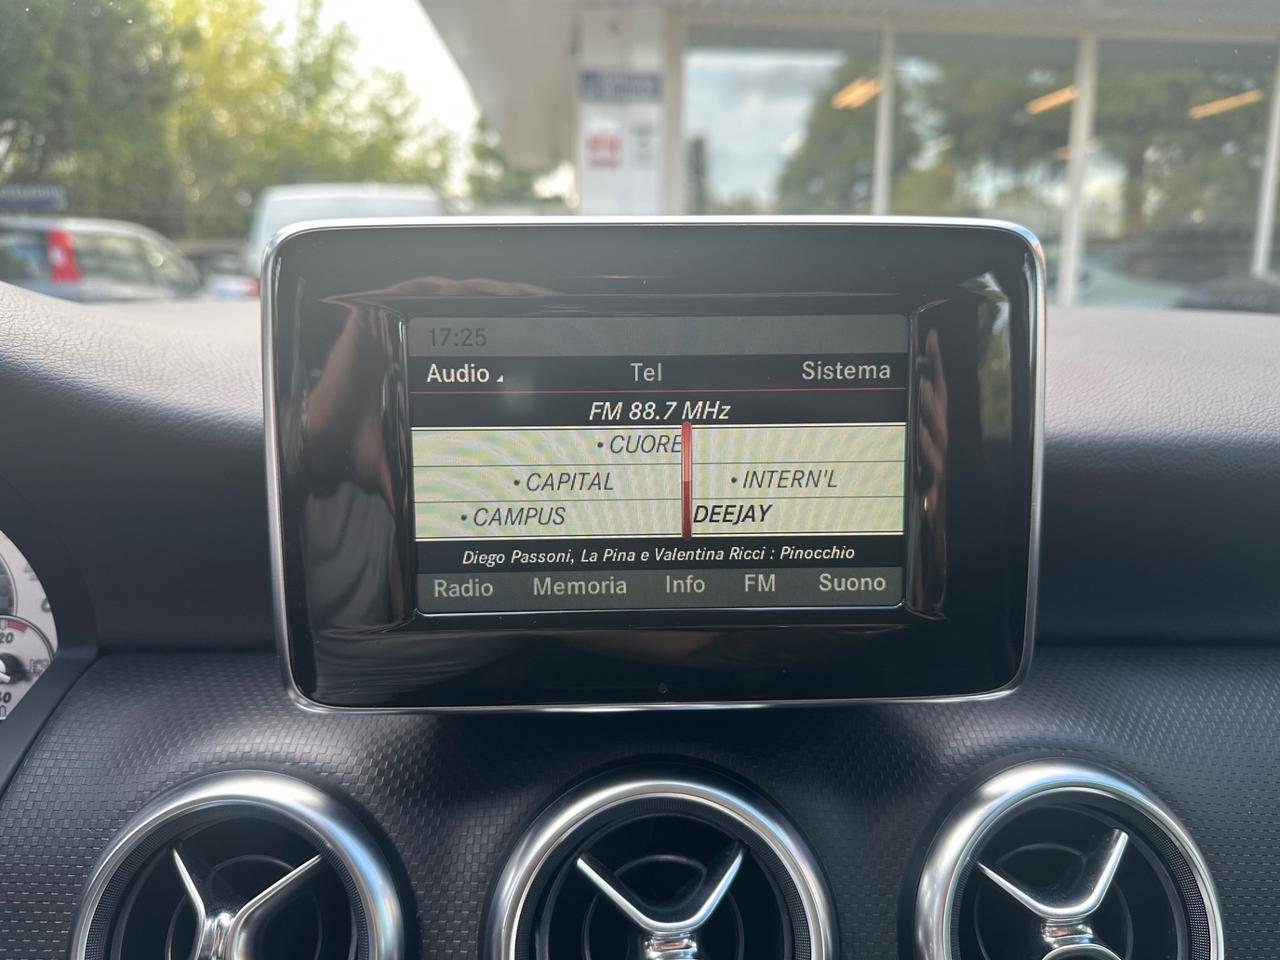 17:25
Audio Tel Sistema
FM 88.7 MHz
• CUORE
• CAPITAL • INTERN'L
• CAMPUS DEEJAY
Diego Passoni, La Pina e Valentina Ricci : Pinocchio
Radio Memoria Info FM Suono
20